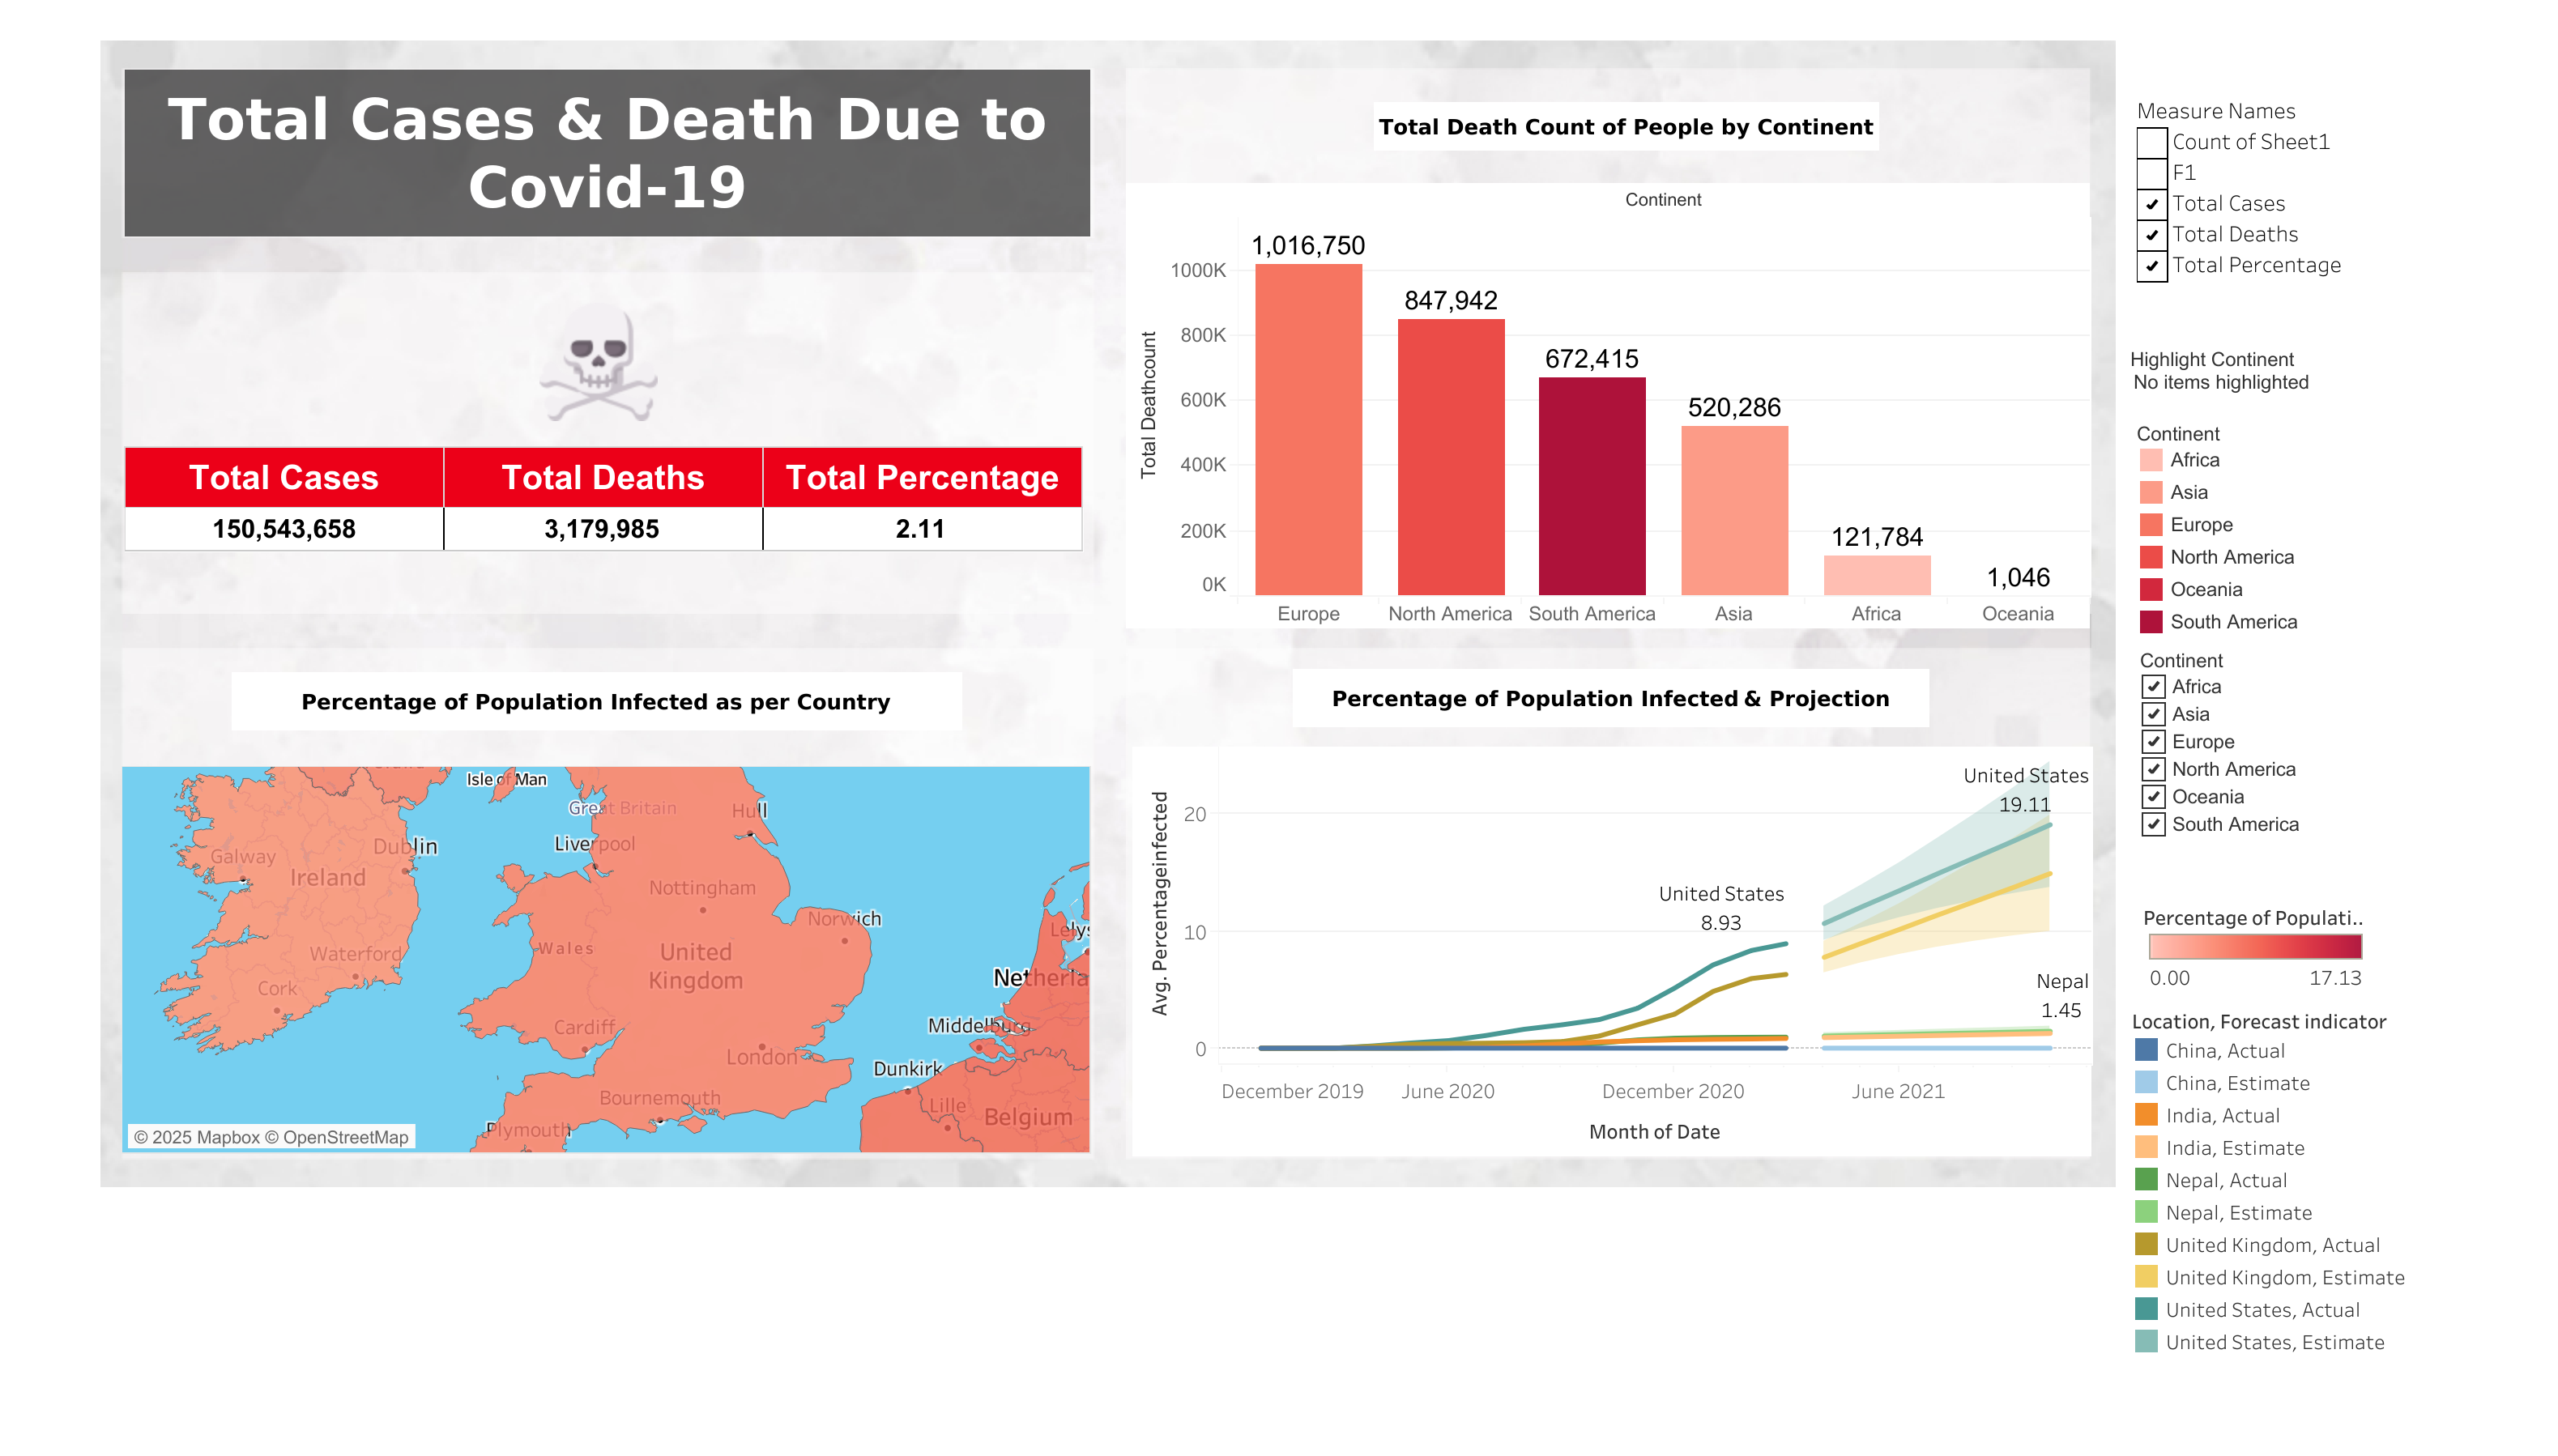 Total Cases & Death Due to
Covid-19
Total Cases
Total Deaths
Total Percentage
150,543,658
3,179,985
2.11
Total Death Count of People by Continent
Continent
Total Deathcount
1000K
800K
600K
400K
200K
0K
1,016,750
847,942
672,415
520,286
121,784
1,046
Europe
North America
South America
Asia
Africa
Oceania
Percentage of Population Infected as per Country
Isle of Man
Great Britain
Hull
Liverpool
Dublin
Galway
Ireland
Nottingham
Norwich
Lelys
Waterford
Wales
United
Kingdom
Netherla
Cork
Cardiff
Middelburg
London
Dunkirk
Bournemouth
Lille
Belgium
Plymouth
© 2025 Mapbox © OpenStreetMap
Percentage of Population Infected & Projection
Avg. Percentageinfected
20
10
0
United States
19.11
United States
8.93
Nepal
1.45
December 2019
June 2020
December 2020
June 2021
Month of Date
Measure Names
Count of Sheet1
F1
Total Cases
Total Deaths
Total Percentage
Highlight Continent
No items highlighted
Continent
Africa
Asia
Europe
North America
Oceania
South America
Continent
Africa
Asia
Europe
North America
Oceania
South America
Percentage of Populati..
0.00
17.13
Location, Forecast indicator
China, Actual
China, Estimate
India, Actual
India, Estimate
Nepal, Actual
Nepal, Estimate
United Kingdom, Actual
United Kingdom, Estimate
United States, Actual
United States, Estimate